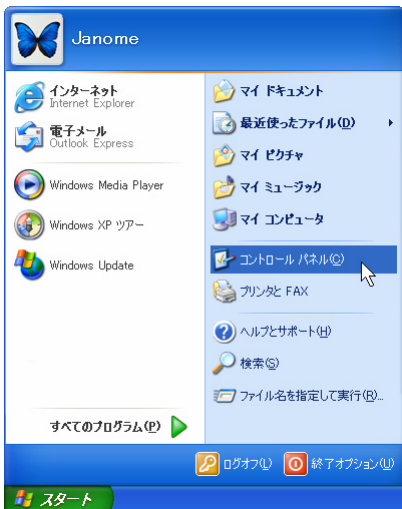 Janome
インターネット
Internet Explorer
電子メール
Outlook Express
Windows Media Player
Windows XP ツアー
Windows Update
すべてのプログラム(P)
マイ ドキュメント
最近使ったファイル(D)
マイ ピクチャ
マイ ミュージック
マイ コンピュータ
コントロール パネル(C)
プリンタと FAX
ヘルプとサポート(H)
検索(S)
ファイル名を指定して実行(R)...
ログオフ(L)
終了オプション(U)
スタート